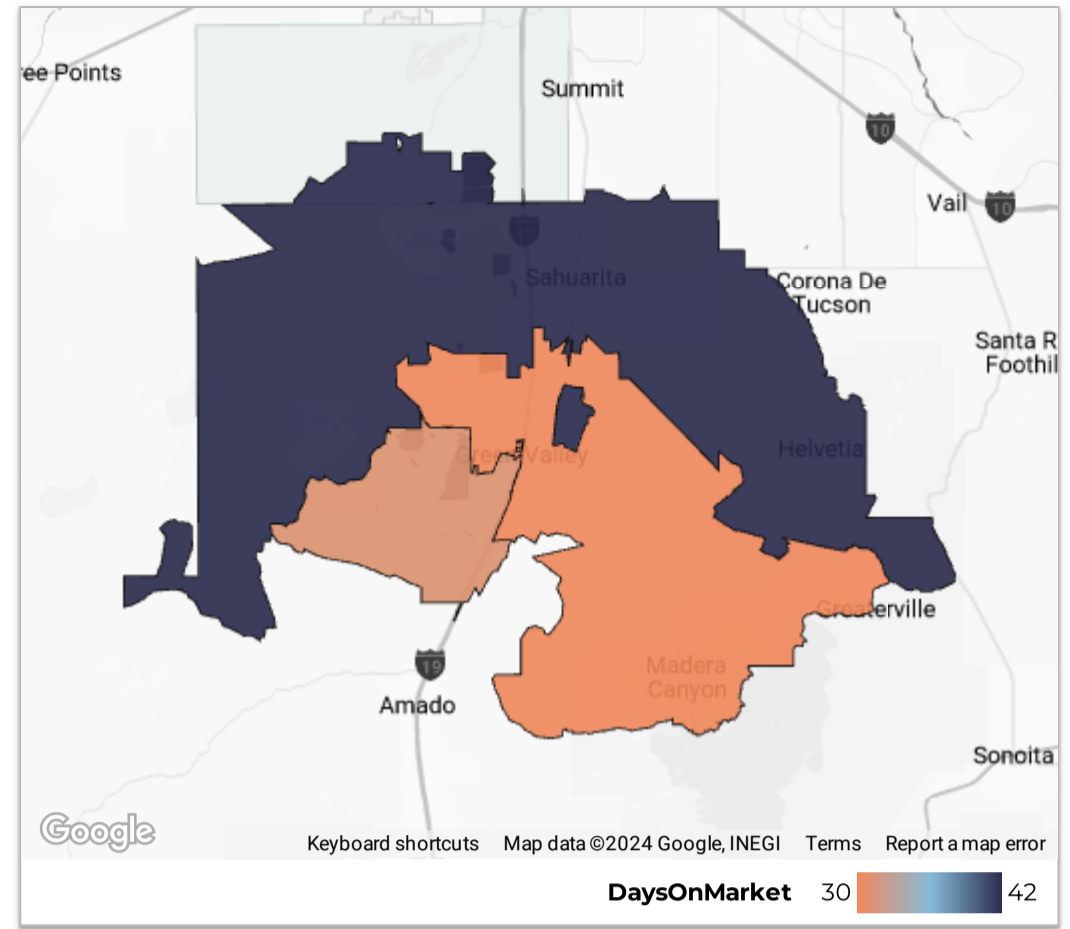 ree Points
Summit
10
Vail
10
19
Sahuarita
Corona De
Tucson
Santa R
Foothil
Helvetia
Green Valley
Greaterville
Madera
Canyon
19
Amado
Sonoita
Google
Keyboard shortcuts Map data ©2024 Google, INEGI Terms Report a map error
DaysOnMarket 30 42